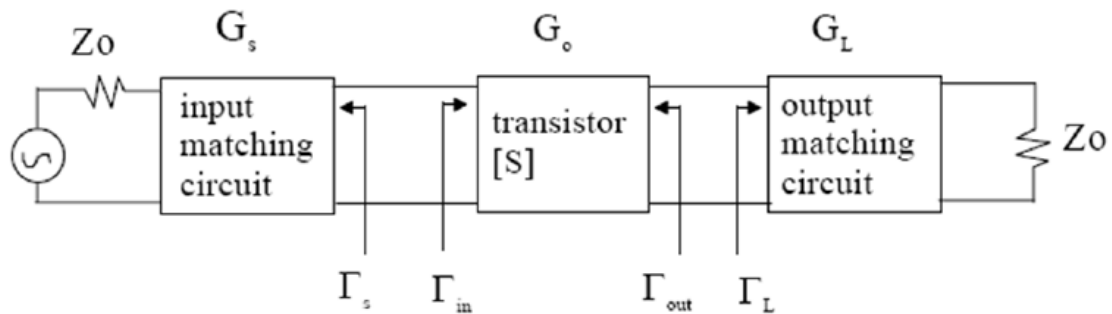 Zo
G_s
G_o
G_L
input
matching
circuit
transistor
[S]
output
matching
circuit
Zo
Γ_s
Γ_in
Γ_out
Γ_L